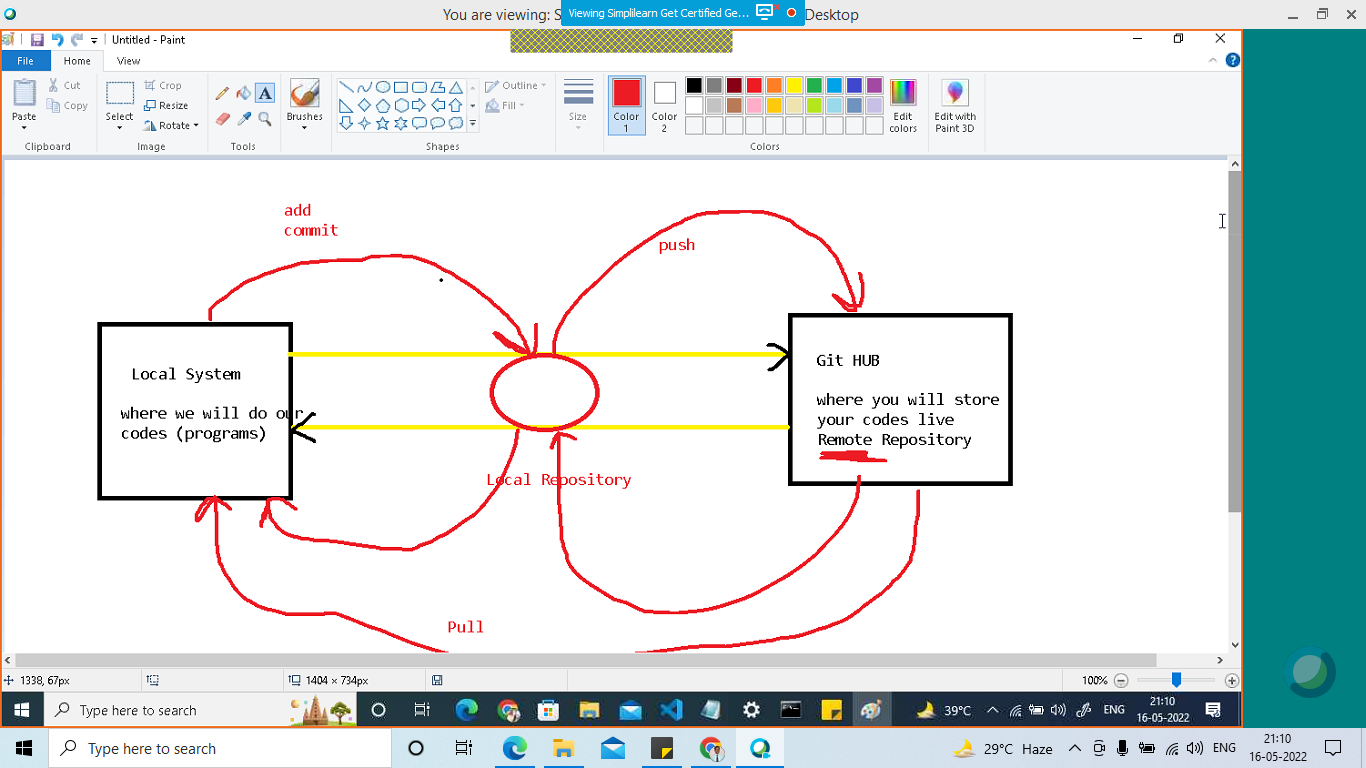 You are viewing: S
Viewing Simplilearn Get Certified Ge...
Desktop
Untitled - Paint
File
Home
View
Paste
Cut
Copy
Clipboard
Select
Crop
Resize
Rotate
Image
A
Tools
Brushes
Outline
Fill
Shapes
Size
Color
1
Color
2
Edit
colors
Colors
Edit with
Paint 3D
add
commit
push
Local System
where we will do our
codes (programs)
Git HUB
where you will store
your codes live
Remote Repository
Local Repository
Pull
1338, 67px
1404 × 734px
100%
Type here to search
39°C
ENG
21:10
16-05-2022
Type here to search
29°C Haze
ENG
21:10
16-05-2022